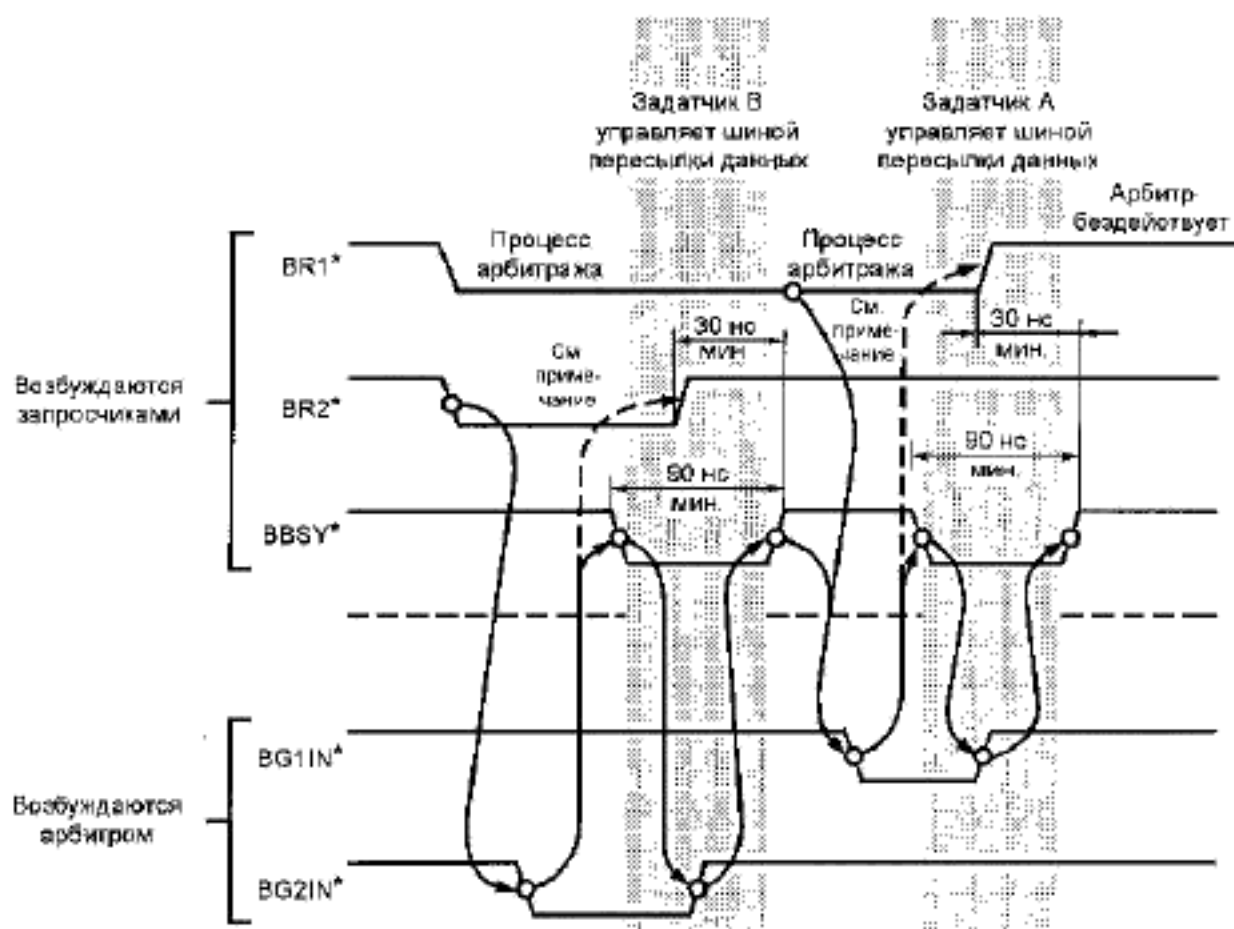 Задатчик В
управляет шиной
пересылки данных
Задатчик А
управляет шиной
пересылки данных
Арбитр
бездействует
Процесс
арбитража
Процесс
арбитража
BR1*
См.
приме-
чание
30 нс
мин.
30 нс
мин
См
приме-
чание
Возбуждаются
запросчиками
BR2*
90 нс
мин.
90 нс
мин.
BBSY*
BG1IN*
Возбуждаются
арбитром
BG2IN*